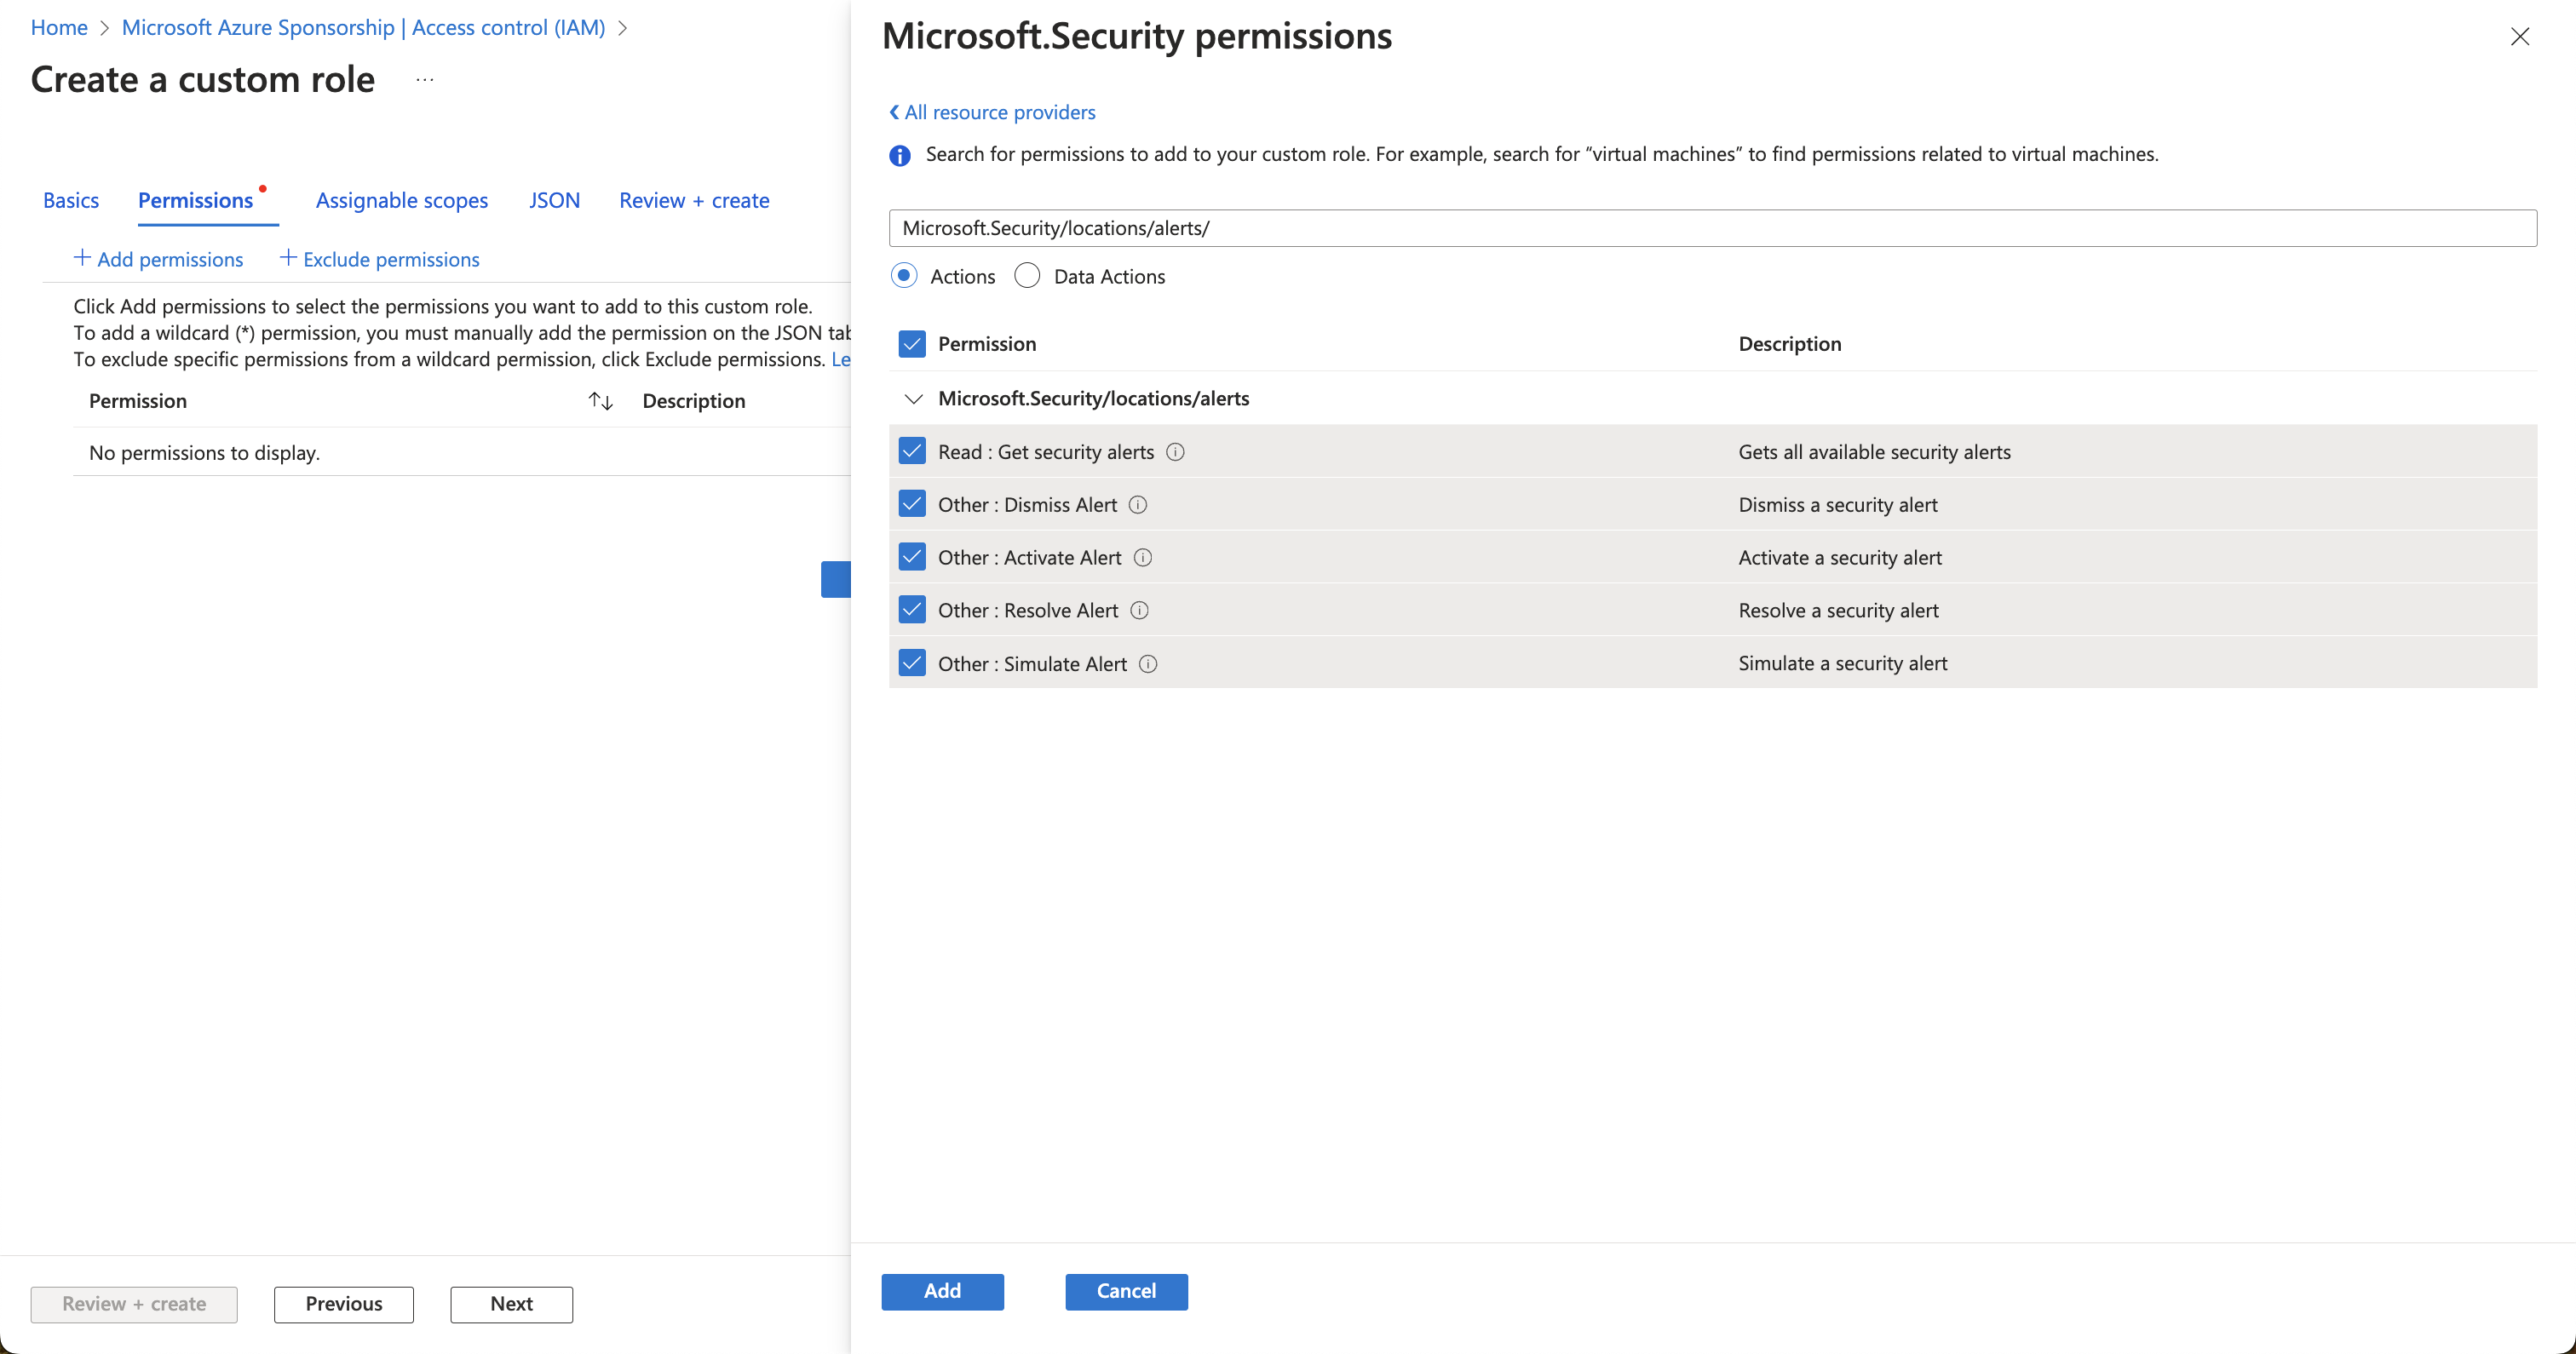 Home > Microsoft Azure Sponsorship | Access control (IAM) >
Create a custom role ...
Basics Permissions Assignable scopes JSON Review + create
+ Add permissions + Exclude permissions
Click Add permissions to select the permissions you want to add to this custom role.
To add a wildcard (*) permission, you must manually add the permission on the JSON tab
To exclude specific permissions from a wildcard permission, click Exclude permissions. Le
Permission ↑↓ Description
No permissions to display.
Review + create Previous Next
Microsoft.Security permissions
All resource providers
Search for permissions to add to your custom role. For example, search for “virtual machines” to find permissions related to virtual machines.
Microsoft.Security/locations/alerts/
Actions Data Actions
Permission Description
Microsoft.Security/locations/alerts
Read : Get security alerts Gets all available security alerts
Other : Dismiss Alert Dismiss a security alert
Other : Activate Alert Activate a security alert
Other : Resolve Alert Resolve a security alert
Other : Simulate Alert Simulate a security alert
Add Cancel